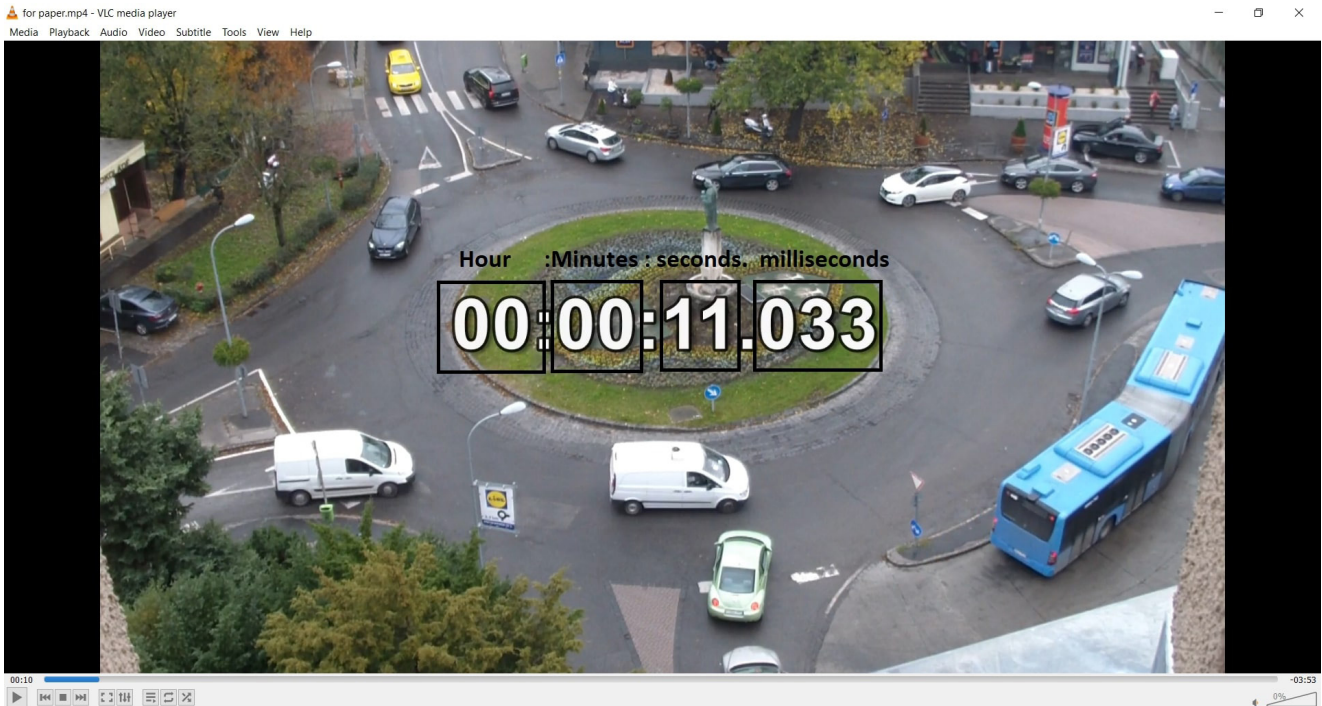 for paper.mp4 - VLC media player
Media Playback Audio Video Subtitle Tools View Help
Hour :Minutes : seconds. milliseconds
00:00:11.033
LIDL
00:10 -03:53
0%